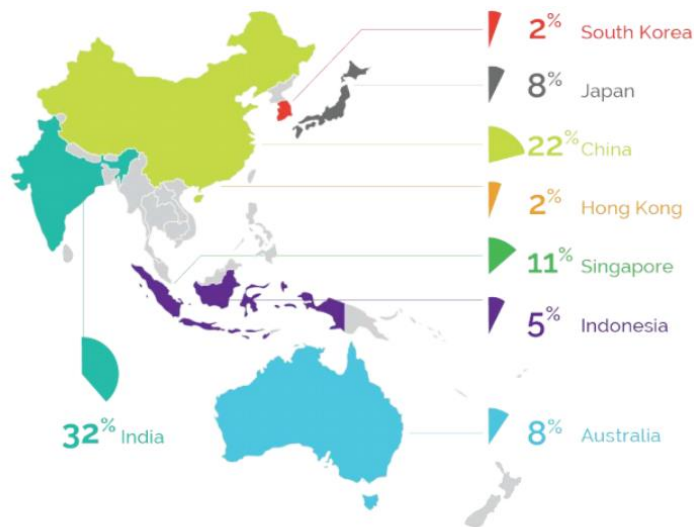 2% South Korea
8% Japan
22% China
2% Hong Kong
11% Singapore
5% Indonesia
32% India
8% Australia